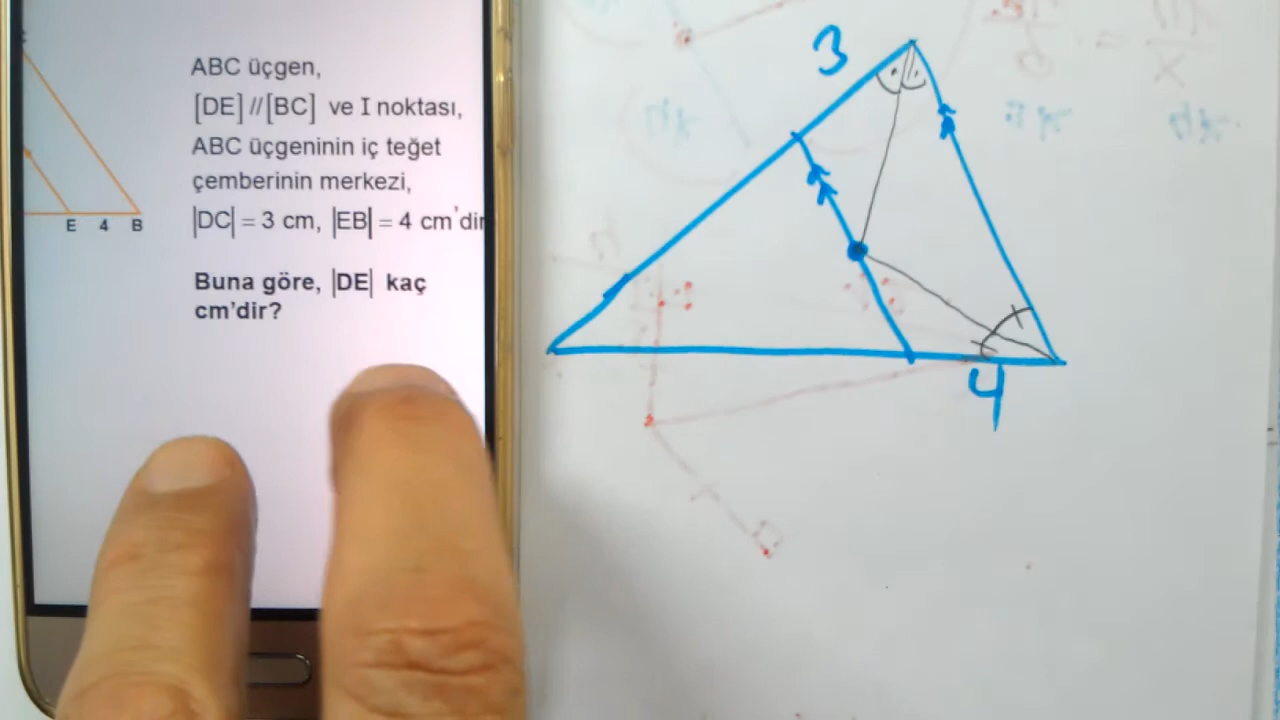 ABC üçgen,
[DE] // [BC] ve I noktası,
ABC üçgeninin iç teğet
çemberinin merkezi,
|DC| = 3 cm, |EB| = 4 cm'dir
Buna göre, |DE| kaç
cm'dir?
E 4 B
3
4